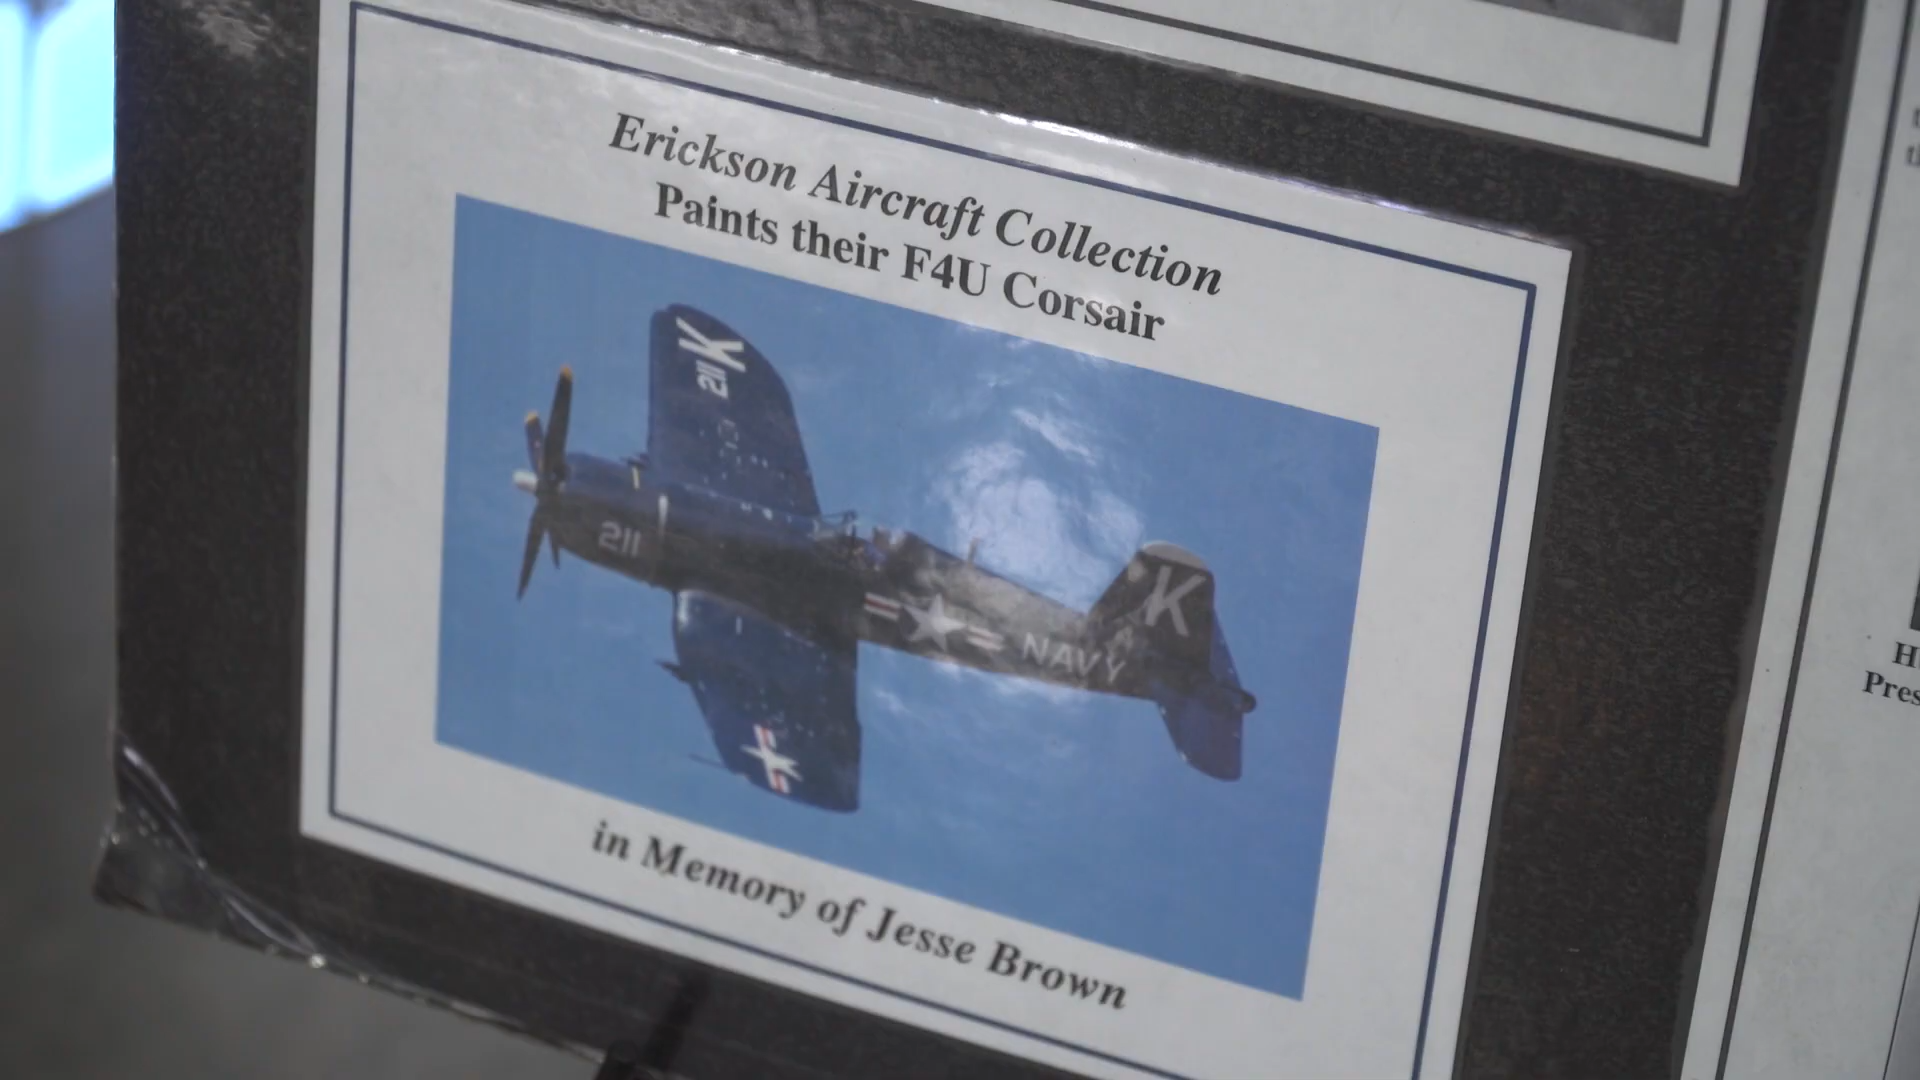 Erickson Aircraft Collection
Paints their F4U Corsair
K
211
211
K
NAVY
in Memory of Jesse Brown